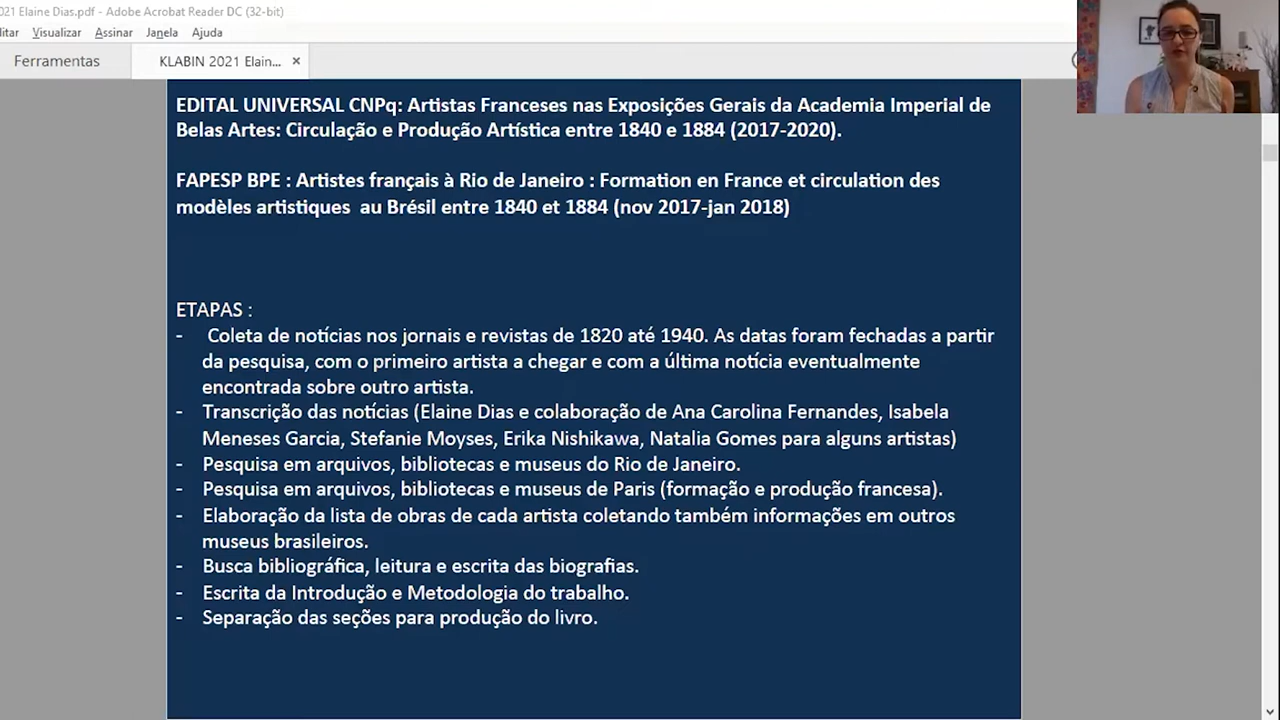 021 Elaine Dias.pdf - Adobe Acrobat Reader DC (32-bit)
itar Visualizar Assinar Janela Ajuda
Ferramentas KLABIN 2021 Elain... ×
EDITAL UNIVERSAL CNPq: Artistas Franceses nas Exposições Gerais da Academia Imperial de
Belas Artes: Circulação e Produção Artística entre 1840 e 1884 (2017-2020).
FAPESP BPE : Artistes français à Rio de Janeiro : Formation en France et circulation des
modèles artistiques au Brésil entre 1840 et 1884 (nov 2017-jan 2018)
ETAPAS :
- Coleta de notícias nos jornais e revistas de 1820 até 1940. As datas foram fechadas a partir
da pesquisa, com o primeiro artista a chegar e com a última notícia eventualmente
encontrada sobre outro artista.
- Transcrição das notícias (Elaine Dias e colaboração de Ana Carolina Fernandes, Isabela
Meneses Garcia, Stefanie Moyses, Erika Nishikawa, Natalia Gomes para alguns artistas)
- Pesquisa em arquivos, bibliotecas e museus do Rio de Janeiro.
- Pesquisa em arquivos, bibliotecas e museus de Paris (formação e produção francesa).
- Elaboração da lista de obras de cada artista coletando também informações em outros
museus brasileiros.
- Busca bibliográfica, leitura e escrita das biografias.
- Escrita da Introdução e Metodologia do trabalho.
- Separação das seções para produção do livro.